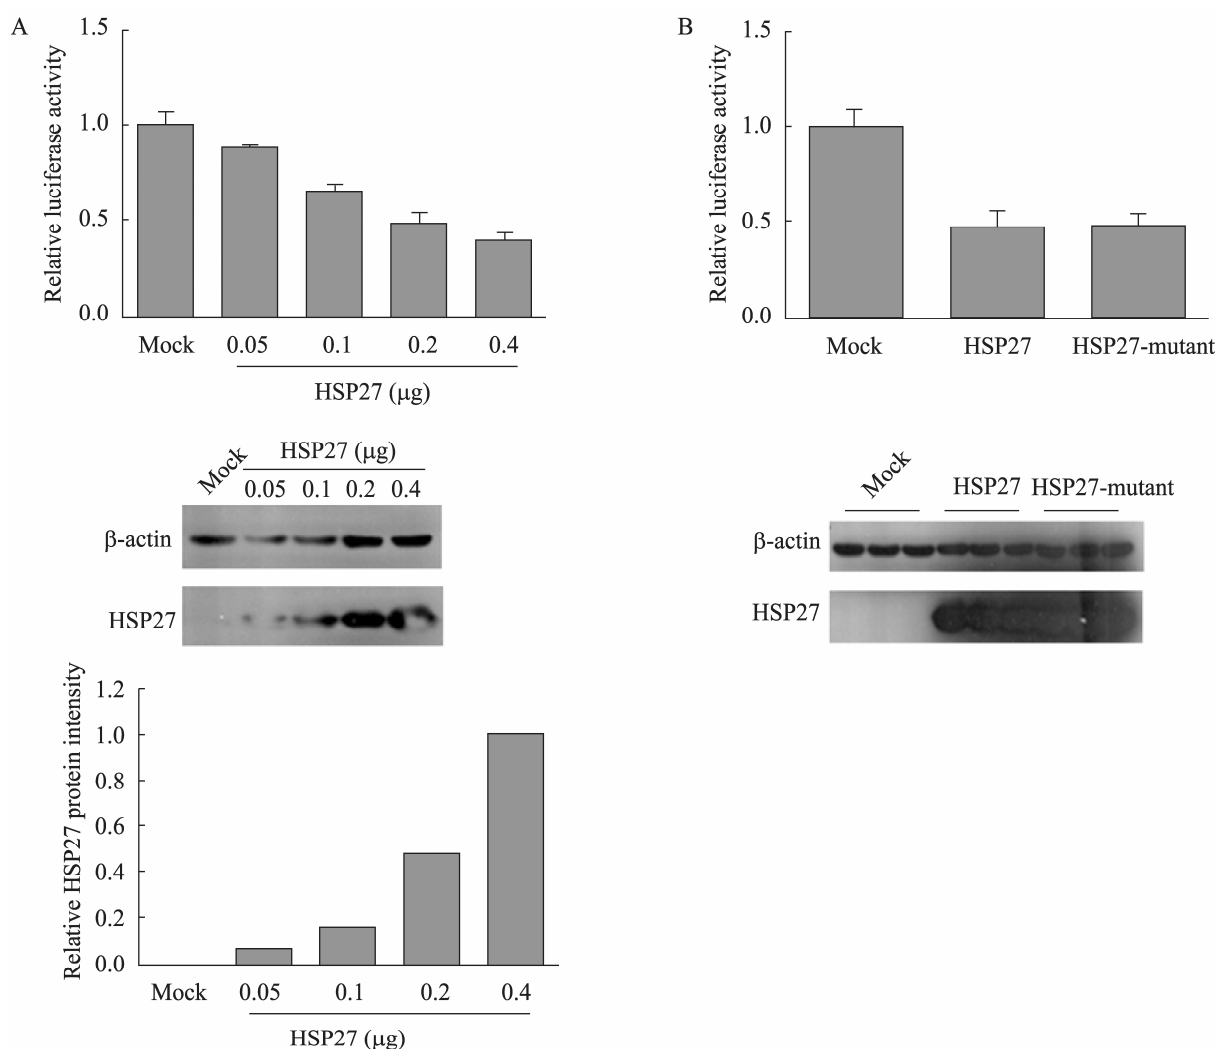 A
1.5
1.0
0.5
0.0
Relative luciferase activity
Mock 0.05 0.1 0.2 0.4
HSP27 (μg)
Mock
HSP27 (μg)
0.05 0.1 0.2 0.4
β-actin
HSP27
1.2
1.0
0.8
0.6
0.4
0.2
0.0
Relative HSP27 protein intensity
Mock 0.05 0.1 0.2 0.4
HSP27 (μg)
B
1.5
1.0
0.5
0.0
Relative luciferase activity
Mock HSP27 HSP27-mutant
Mock HSP27 HSP27-mutant
β-actin
HSP27